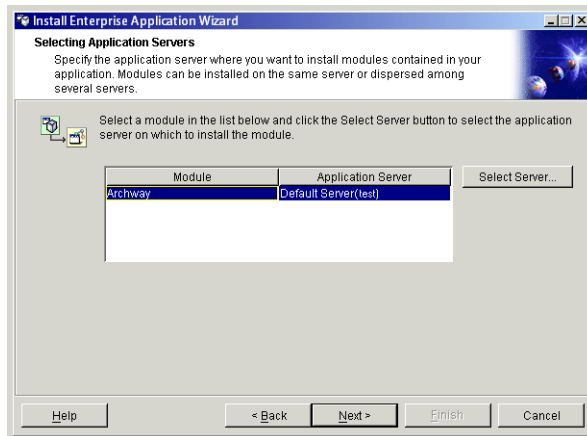 Install Enterprise Application Wizard
Selecting Application Servers
Specify the application server where you want to install modules contained in your
application. Modules can be installed on the same server or dispersed among
several servers.
Select a module in the list below and click the Select Server button to select the application
server on which to install the module.
Module Application Server Select Server...
Archway Default Server(test)
Help < Back Next > Finish Cancel